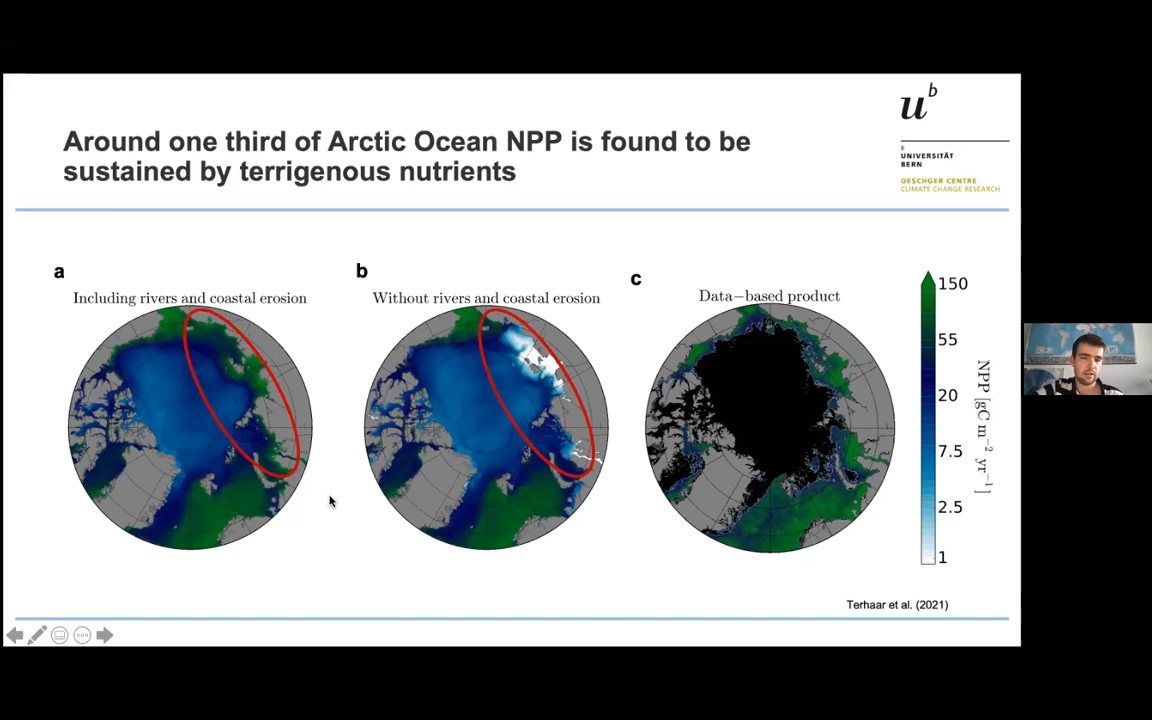 Around one third of Arctic Ocean NPP is found to be
sustained by terrigenous nutrients
u^b
b
UNIVERSITÄT
BERN
OESCHGER CENTRE
CLIMATE CHANGE RESEARCH
a
Including rivers and coastal erosion
b
Without rivers and coastal erosion
c
Data−based product
150
55
20
7.5
2.5
1
NPP [gC m⁻² yr⁻¹]
Terhaar et al. (2021)